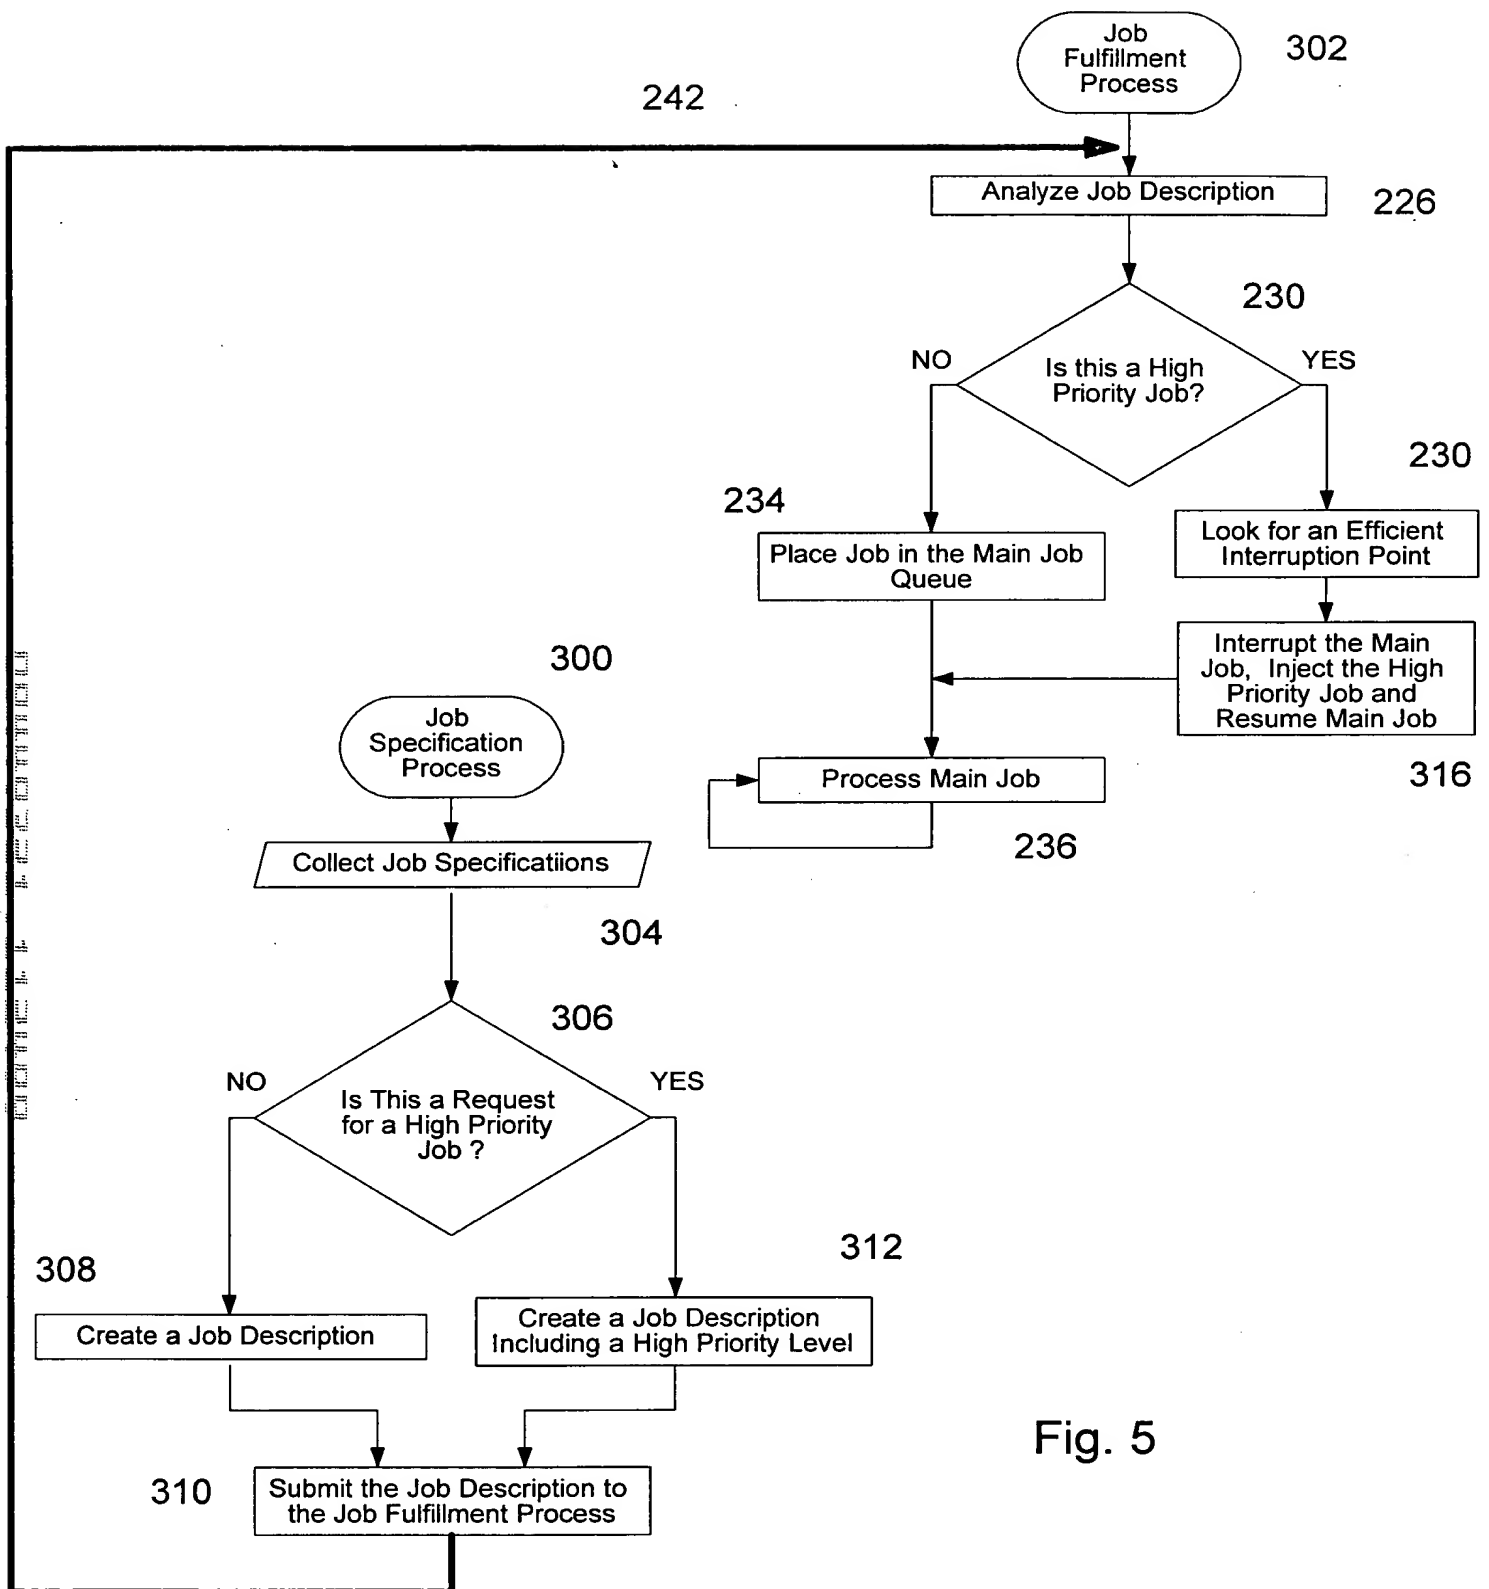 Job
Fulfillment
Process
302
242
Analyze Job Description
226
230
NO
Is this a High
Priority Job?
YES
230
234
Place Job in the Main Job
Queue
Look for an Efficient
Interruption Point
Interrupt the Main
Job,  Inject the High
Priority Job and
Resume Main Job
316
Process Main Job
236
300
Job
Specification
Process
Collect Job Specificatiions
304
306
NO
Is This a Request
for a High Priority
Job ?
YES
308
Create a Job Description
312
Create a Job Description
Including a High Priority Level
310
Submit the Job Description to
the Job Fulfillment Process
Fig. 5